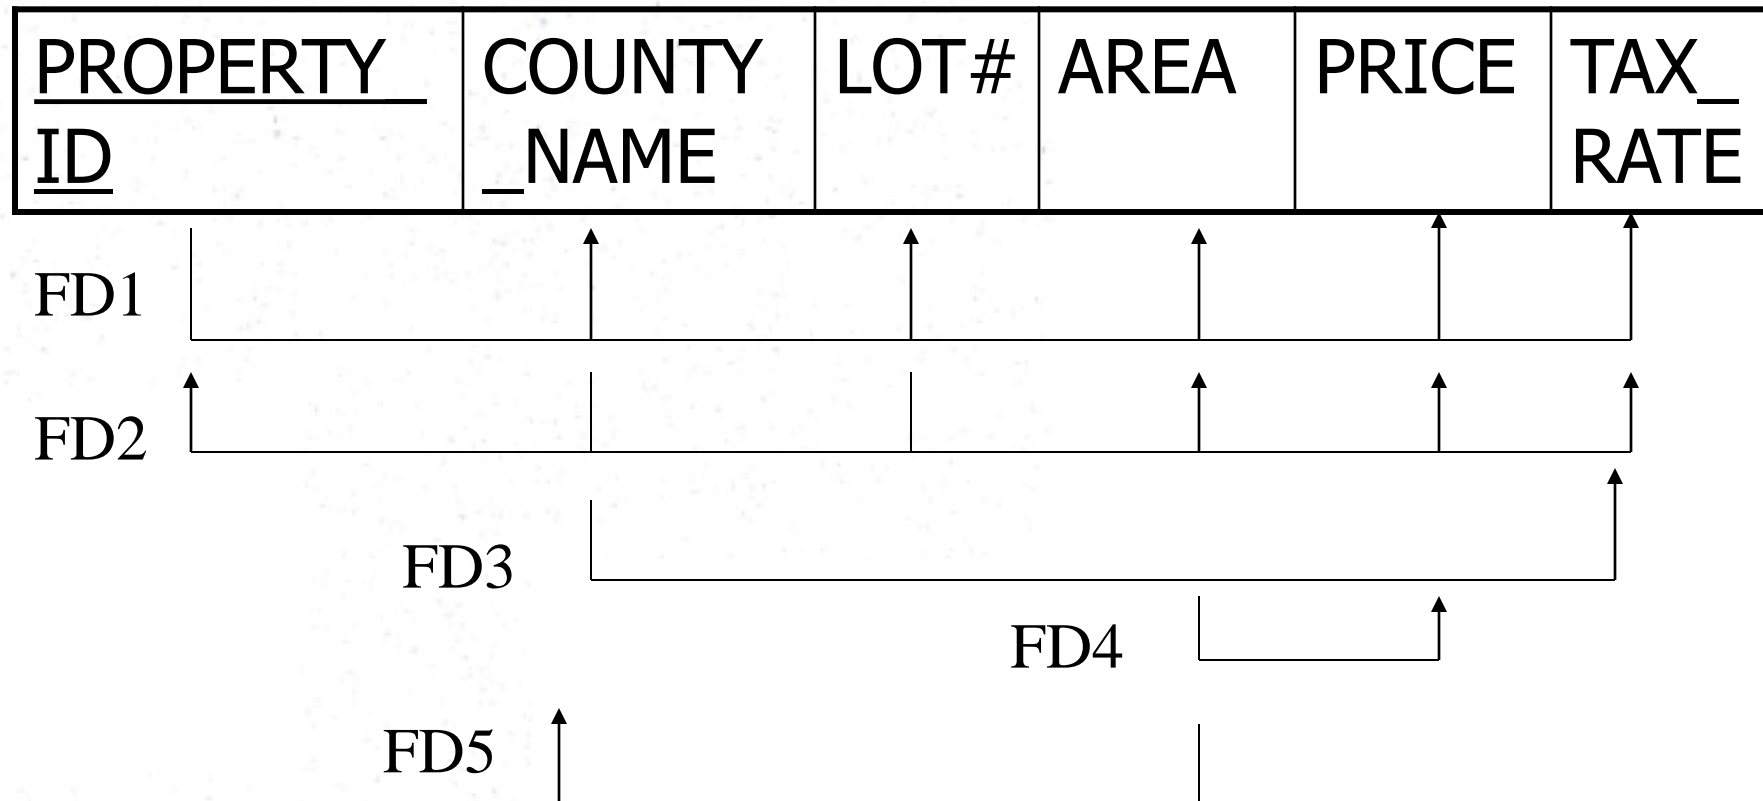 PROPERTY_ COUNTY LOT# AREA PRICE TAX_
ID _NAME RATE
FD1
FD2
FD3
FD4
FD5